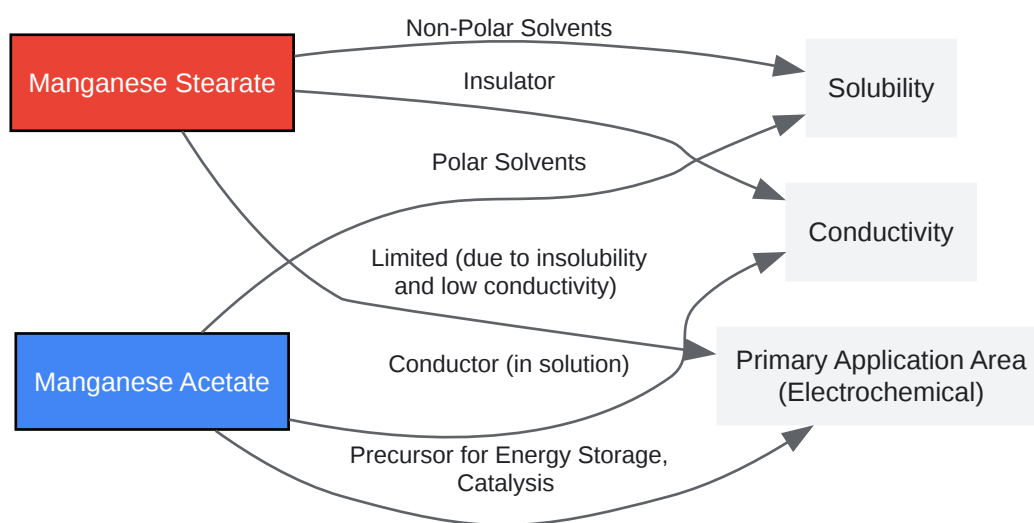 Non-Polar Solvents
Manganese Stearate
Insulator
Solubility
Polar Solvents
Conductivity
Limited (due to insolubility
and low conductivity)
Manganese Acetate
Conductor (in solution)
Primary Application Area
(Electrochemical)
Precursor for Energy Storage,
Catalysis